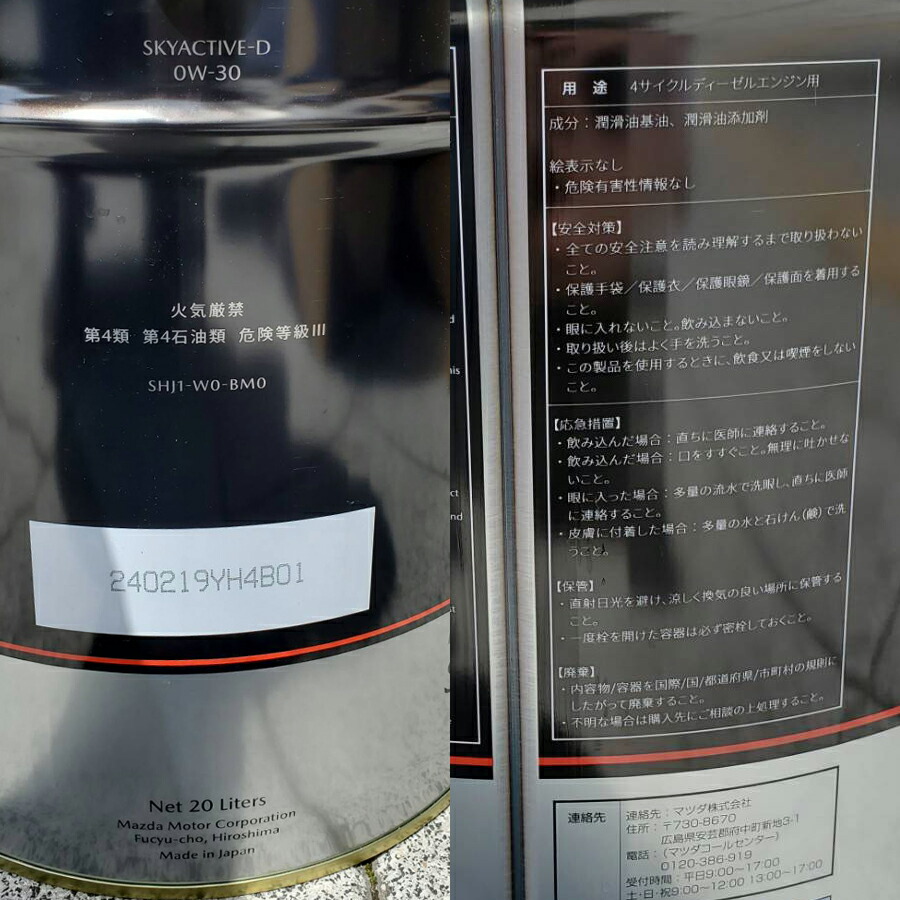 SKYACTIVE-D
0W-30
火気厳禁
第4類 第4石油類 危険等級III
SHJ1-W0-BM0
240219YH4B01
Net 20 Liters
Mazda Motor Corporation
Fucyu-cho, Hiroshima
Made in Japan
用 途 4サイクルディーゼルエンジン用
成分：潤滑油基油、潤滑油添加剤
絵表示なし
・危険有害性情報なし
【安全対策】
・全ての安全注意を読み理解するまで取り扱わない
こと。
・保護手袋／保護衣／保護眼鏡／保護面を着用する
こと。
・眼に入れないこと。飲み込まないこと。
・取り扱い後はよく手を洗うこと。
・この製品を使用するときに、飲食又は喫煙をしない
こと。
【応急措置】
・飲み込んだ場合：直ちに医師に連絡すること。
・飲み込んだ場合：口をすすぐこと。無理に吐かせな
いこと。
・眼に入った場合：多量の流水で洗眼し、直ちに医師
に連絡すること。
・皮膚に付着した場合：多量の水と石けん（鹸）で洗
うこと。
【保管】
・直射日光を避け、涼しく換気の良い場所に保管する
こと。
・一度栓を開けた容器は必ず密栓しておくこと。
【廃棄】
・内容物/容器を国際/国/都道府県/市町村の規則に
したがって廃棄すること。
・不明な場合は購入先にご相談の上処理すること。
連絡先
連絡先：マツダ株式会社
住所：〒730-8670
広島県安芸郡府中町新地3-1
電話：（マツダコールセンター）
0120-386-919
受付時間：平日9:00〜17:00
土・日・祝9:00〜12:00 13:00〜17:00